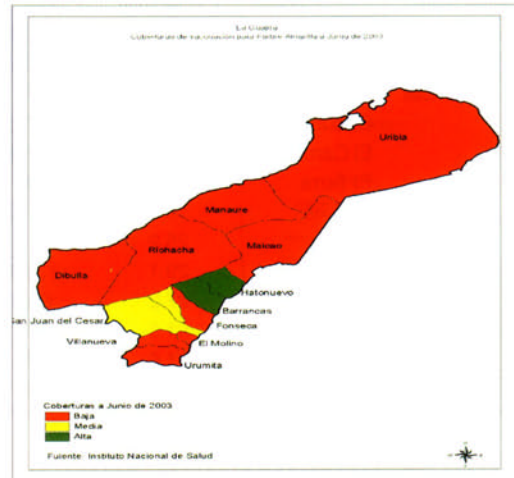 La Guajira
Coberturas de vacunación para Fiebre Amarilla a Junio de 2003
Uribia
Manaure
Riohacha
Maicao
Dibulla
Hatonuevo
Barrancas
San Juan del Cesar
Fonseca
Villanueva
El Molino
Urumita
Coberturas a Junio de 2003
Baja
Media
Alta
Fuiente: Instituto Nacional de Salud